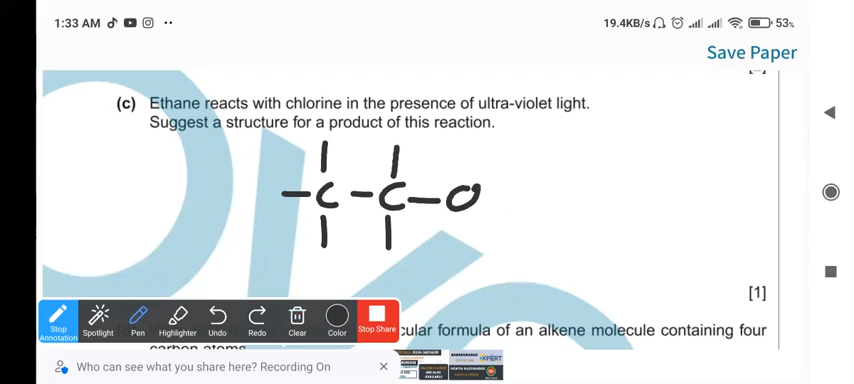 1:33 AM
19.4KB/s
53%
Save Paper
(c) Ethane reacts with chlorine in the presence of ultra-violet light.
Suggest a structure for a product of this reaction.
C C O
[1]
cular formula of an alkene molecule containing four
carbon atoms
Stop Annotation
Spotlight
Pen
Highlighter
Undo
Redo
Clear
Color
Stop Share
Who can see what you share here? Recording On